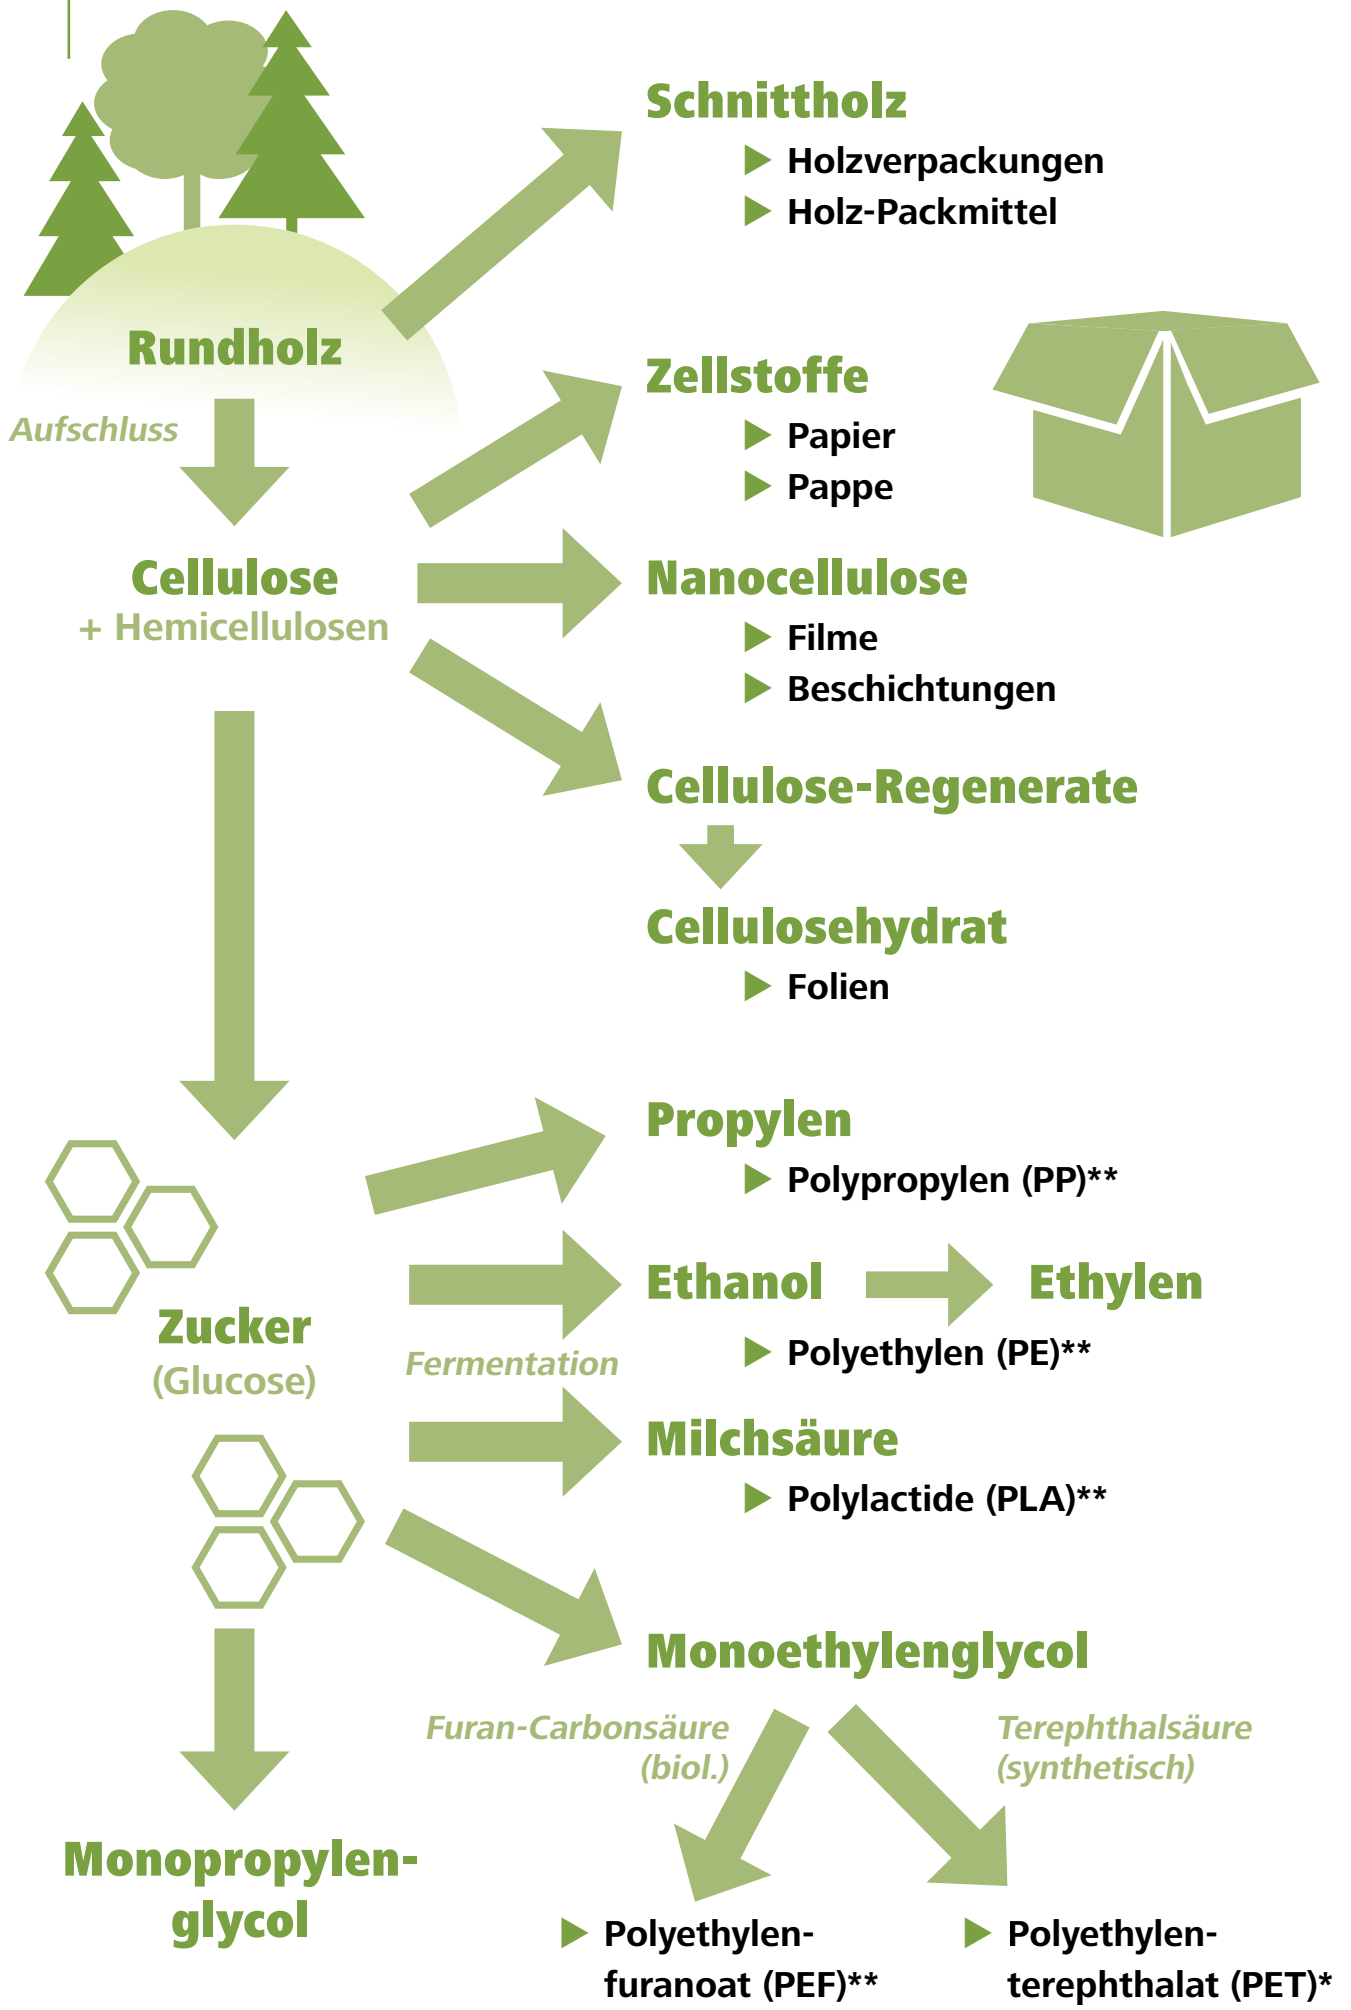 Schnittholz
Holzverpackungen
Holz-Packmittel
Rundholz
Aufschluss
Zellstoffe
Papier
Pappe
Cellulose
+ Hemicellulosen
Nanocellulose
Filme
Beschichtungen
Cellulose-Regenerate
Cellulosehydrat
Folien
Propylen
Polypropylen (PP)**
Ethanol
Ethylen
Polyethylen (PE)**
Zucker
(Glucose)
Fermentation
Milchsäure
Polylactide (PLA)**
Monoethylenglycol
Furan-Carbonsäure
(biol.)
Terephthalsäure
(synthetisch)
Monopropylen-
glycol
Polyethylen-
furanoat (PEF)**
Polyethylen-
terephthalat (PET)*